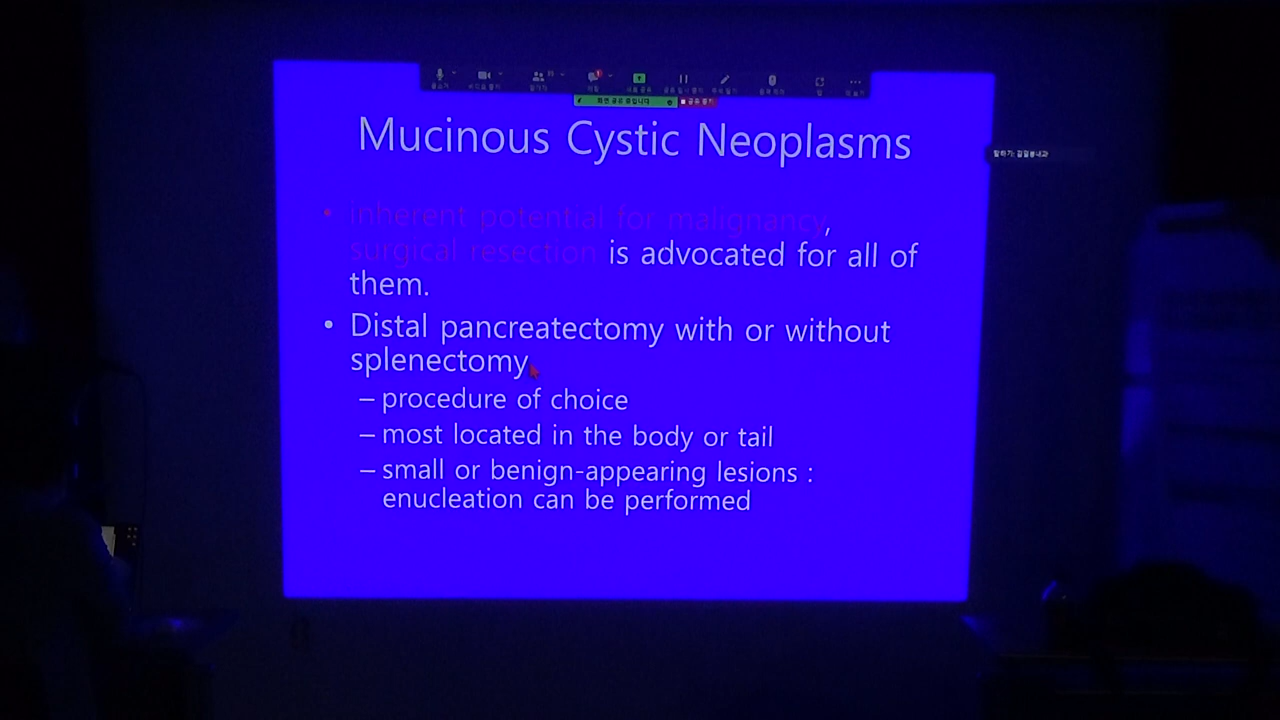 Mucinous Cystic Neoplasms
• inherent potential for malignancy,
surgical resection is advocated for all of
them.
• Distal pancreatectomy with or without
splenectomy
– procedure of choice
– most located in the body or tail
– small or benign-appearing lesions :
enucleation can be performed